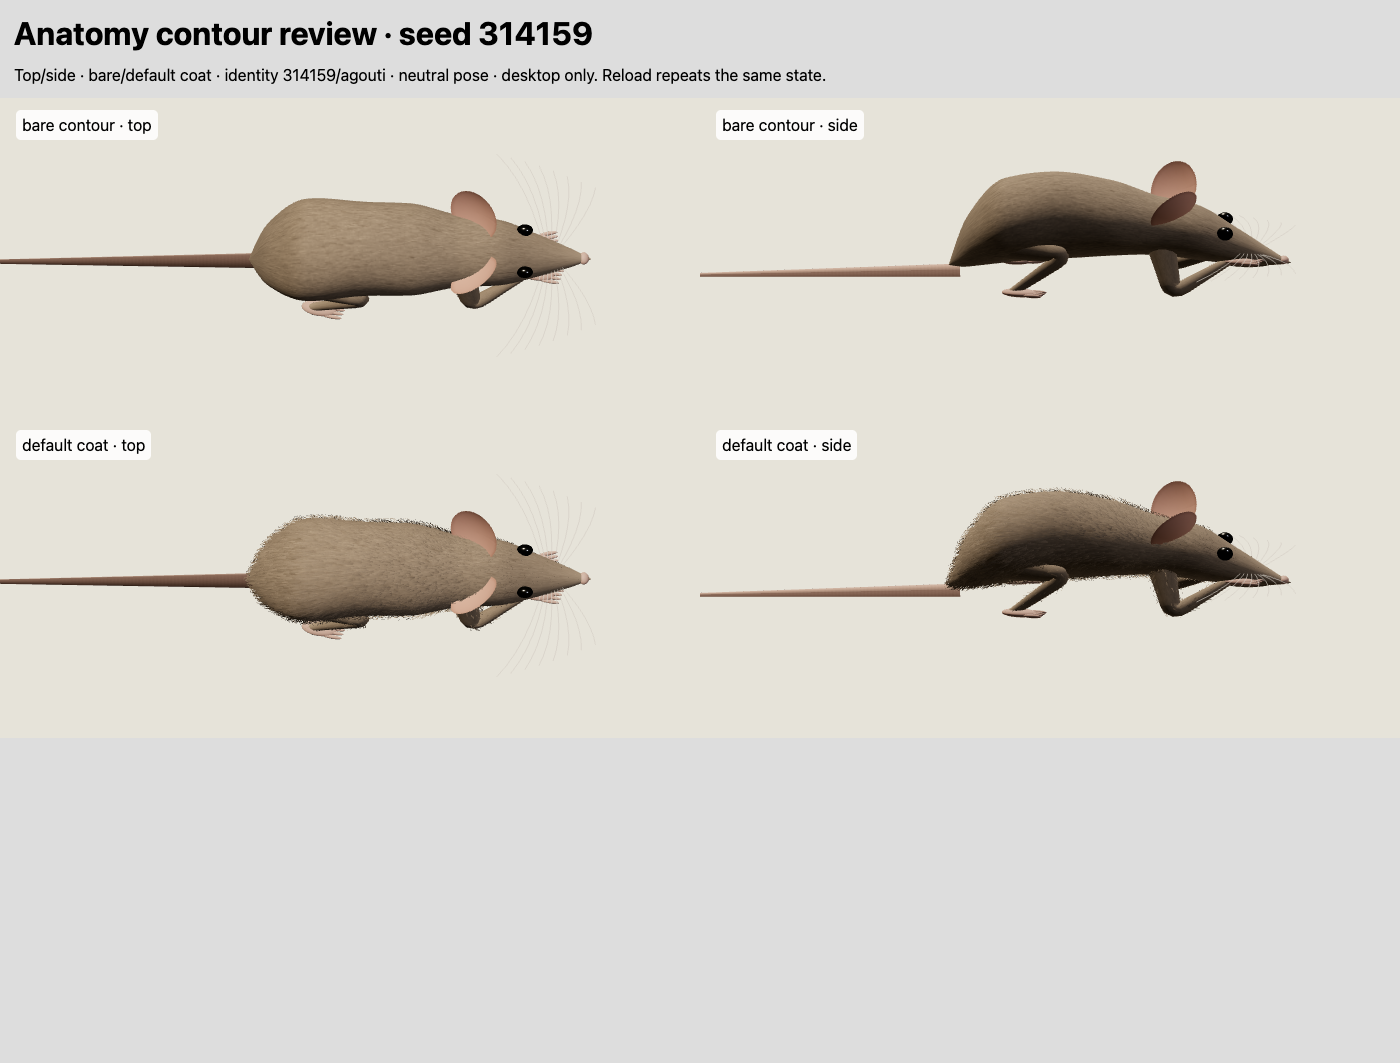 Anatomy contour review · seed 314159
Top/side · bare/default coat · identity 314159/agouti · neutral pose · desktop only. Reload repeats the same state.
bare contour · top
bare contour · side
default coat · top
default coat · side